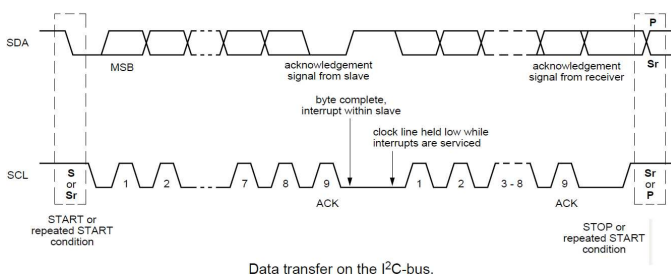 SDA
MSB
acknowledgement
signal from slave
acknowledgement
signal from receiver
P
Sr
byte complete,
interrupt within slave
clock line held low while
interrupts are serviced
SCL
S
or
Sr
1
2
7
8
9
1
2
3 - 8
9
Sr
or
P
ACK
ACK
START or
repeated START
condition
STOP or
repeated START
condition
Data transfer on the I²C-bus.